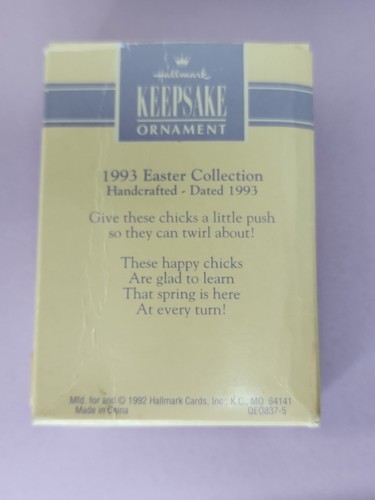 Hallmark
KEEPSAKE
ORNAMENT
1993 Easter Collection
Handcrafted - Dated 1993
Give these chicks a little push
so they can twirl about!
These happy chicks
Are glad to learn
That spring is here
At every turn!
Mfd. for and © 1992 Hallmark Cards, Inc., K.C., MO 64141
Made in China QEO837-5